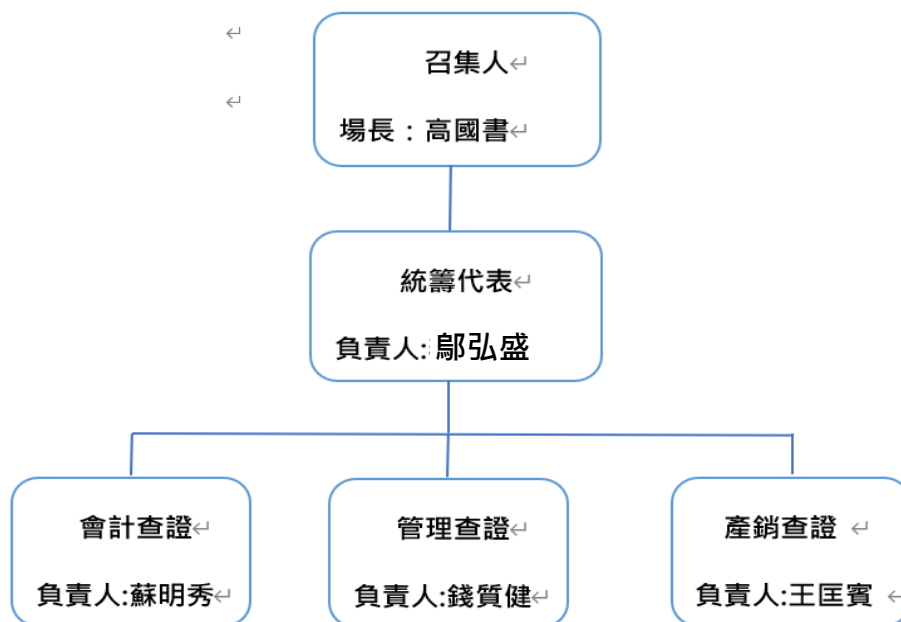 召集人
場長：高國書
統籌代表
負責人:鄔弘盛
會計查證
負責人:蘇明秀
管理查證
負責人:錢質健
產銷查證
負責人:王匡賓